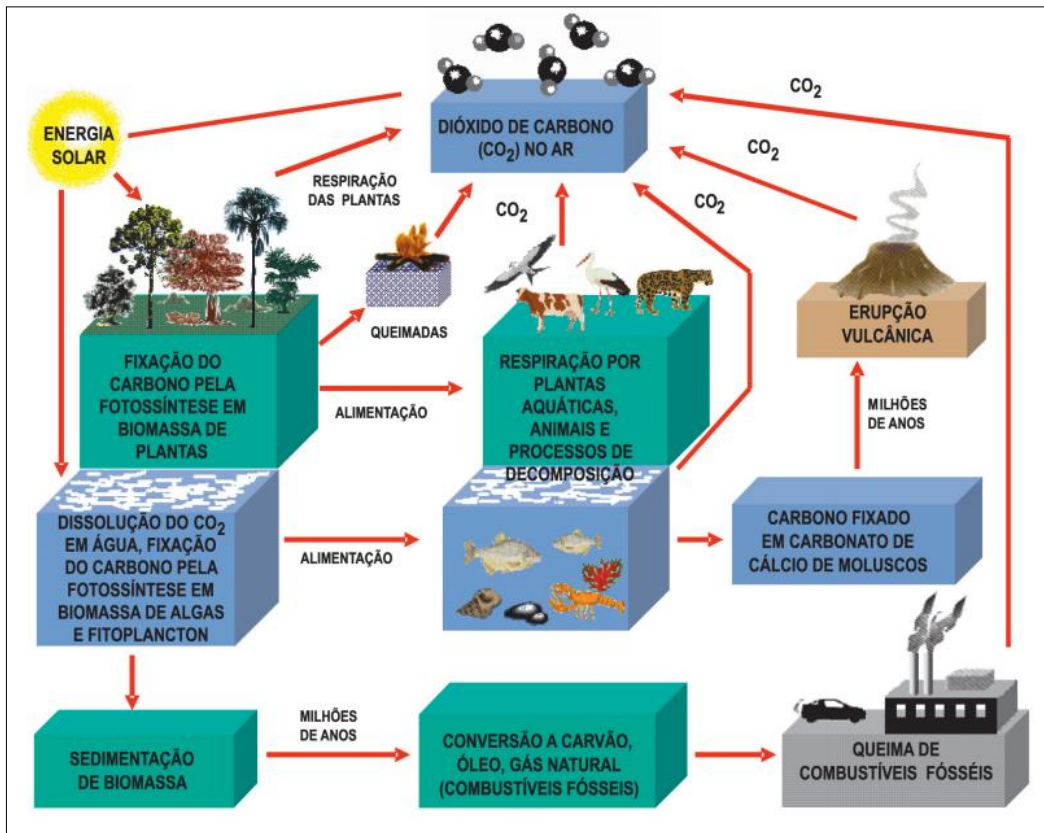 CO2
DIÓXIDO DE CARBONO
(CO2) NO AR
ENERGIA
SOLAR
CO2
RESPIRAÇÃO
DAS PLANTAS
CO2
CO2
QUEIMADAS
ERUPÇÃO
VULCÂNICA
FIXAÇÃO DO
CARBONO PELA
FOTOSSÍNTESE EM
BIOMASSA DE
PLANTAS
ALIMENTAÇÃO
RESPIRAÇÃO POR
PLANTAS
AQUÁTICAS,
ANIMAIS E
PROCESSOS DE
DECOMPOSIÇÃO
MILHÕES
DE ANOS
DISSOLUÇÃO DO CO2
EM ÁGUA, FIXAÇÃO
DO CARBONO PELA
FOTOSSÍNTESE EM
BIOMASSA DE ALGAS
E FITOPLANCTON
ALIMENTAÇÃO
CARBONO FIXADO
EM CARBONATO DE
CÁLCIO DE MOLUSCOS
SEDIMENTAÇÃO
DE BIOMASSA
MILHÕES
DE ANOS
CONVERSÃO A CARVÃO,
ÓLEO, GÁS NATURAL
(COMBUSTÍVEIS FÓSSEIS)
QUEIMA DE
COMBUSTÍVEIS FÓSSÉIS